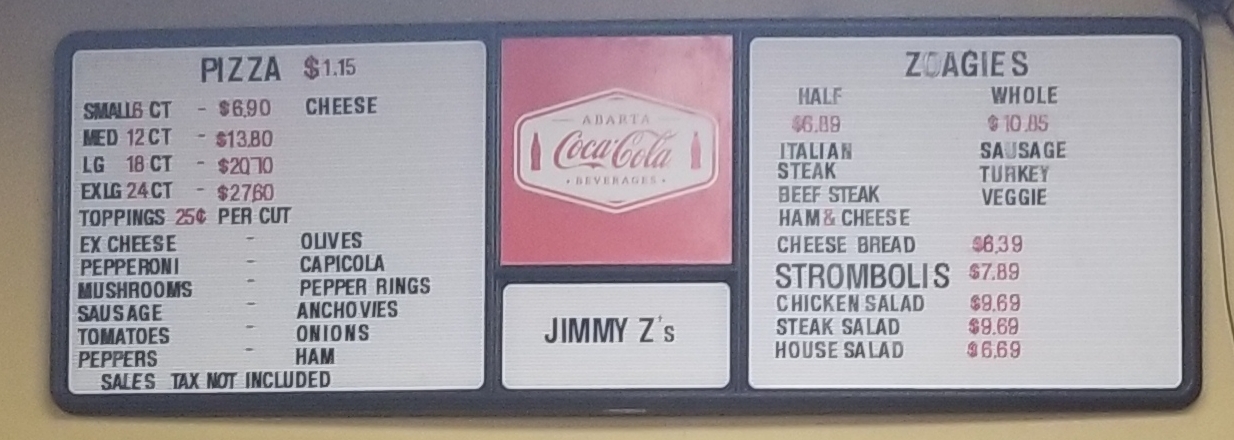 PIZZA $1.15
SMALL6 CT - $6.90 CHEESE
MED 12 CT - $13.80
LG 18 CT - $20.70
EXLG 24 CT - $27.60
TOPPINGS 25¢ PER CUT
EX CHEESE - OLIVES
PEPPERONI - CAPICOLA
MUSHROOMS - PEPPER RINGS
SAUSAGE - ANCHOVIES
TOMATOES - ONIONS
PEPPERS - HAM
SALES TAX NOT INCLUDED
ABARTA
Coca-Cola
• BEVERAGES •
JIMMY Z's
ZOAGIES
HALF WHOLE
$6.89 $10.85
ITALIAN SAUSAGE
STEAK TURKEY
BEEF STEAK VEGGIE
HAM & CHEESE
CHEESE BREAD $6.39
STROMBOLIS $7.89
CHICKEN SALAD $9.69
STEAK SALAD $9.69
HOUSE SALAD $6.69